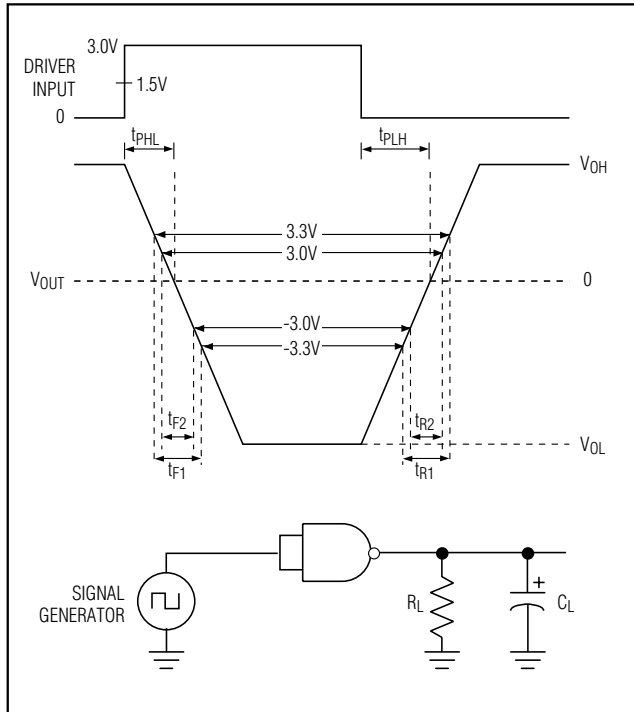 3.0V
DRIVER
INPUT
1.5V
0
tPHL
tPLH
VOH
3.3V
3.0V
VOUT
0
-3.0V
-3.3V
tF2
tR2
tF1
tR1
VOL
SIGNAL
GENERATOR
RL
+
CL